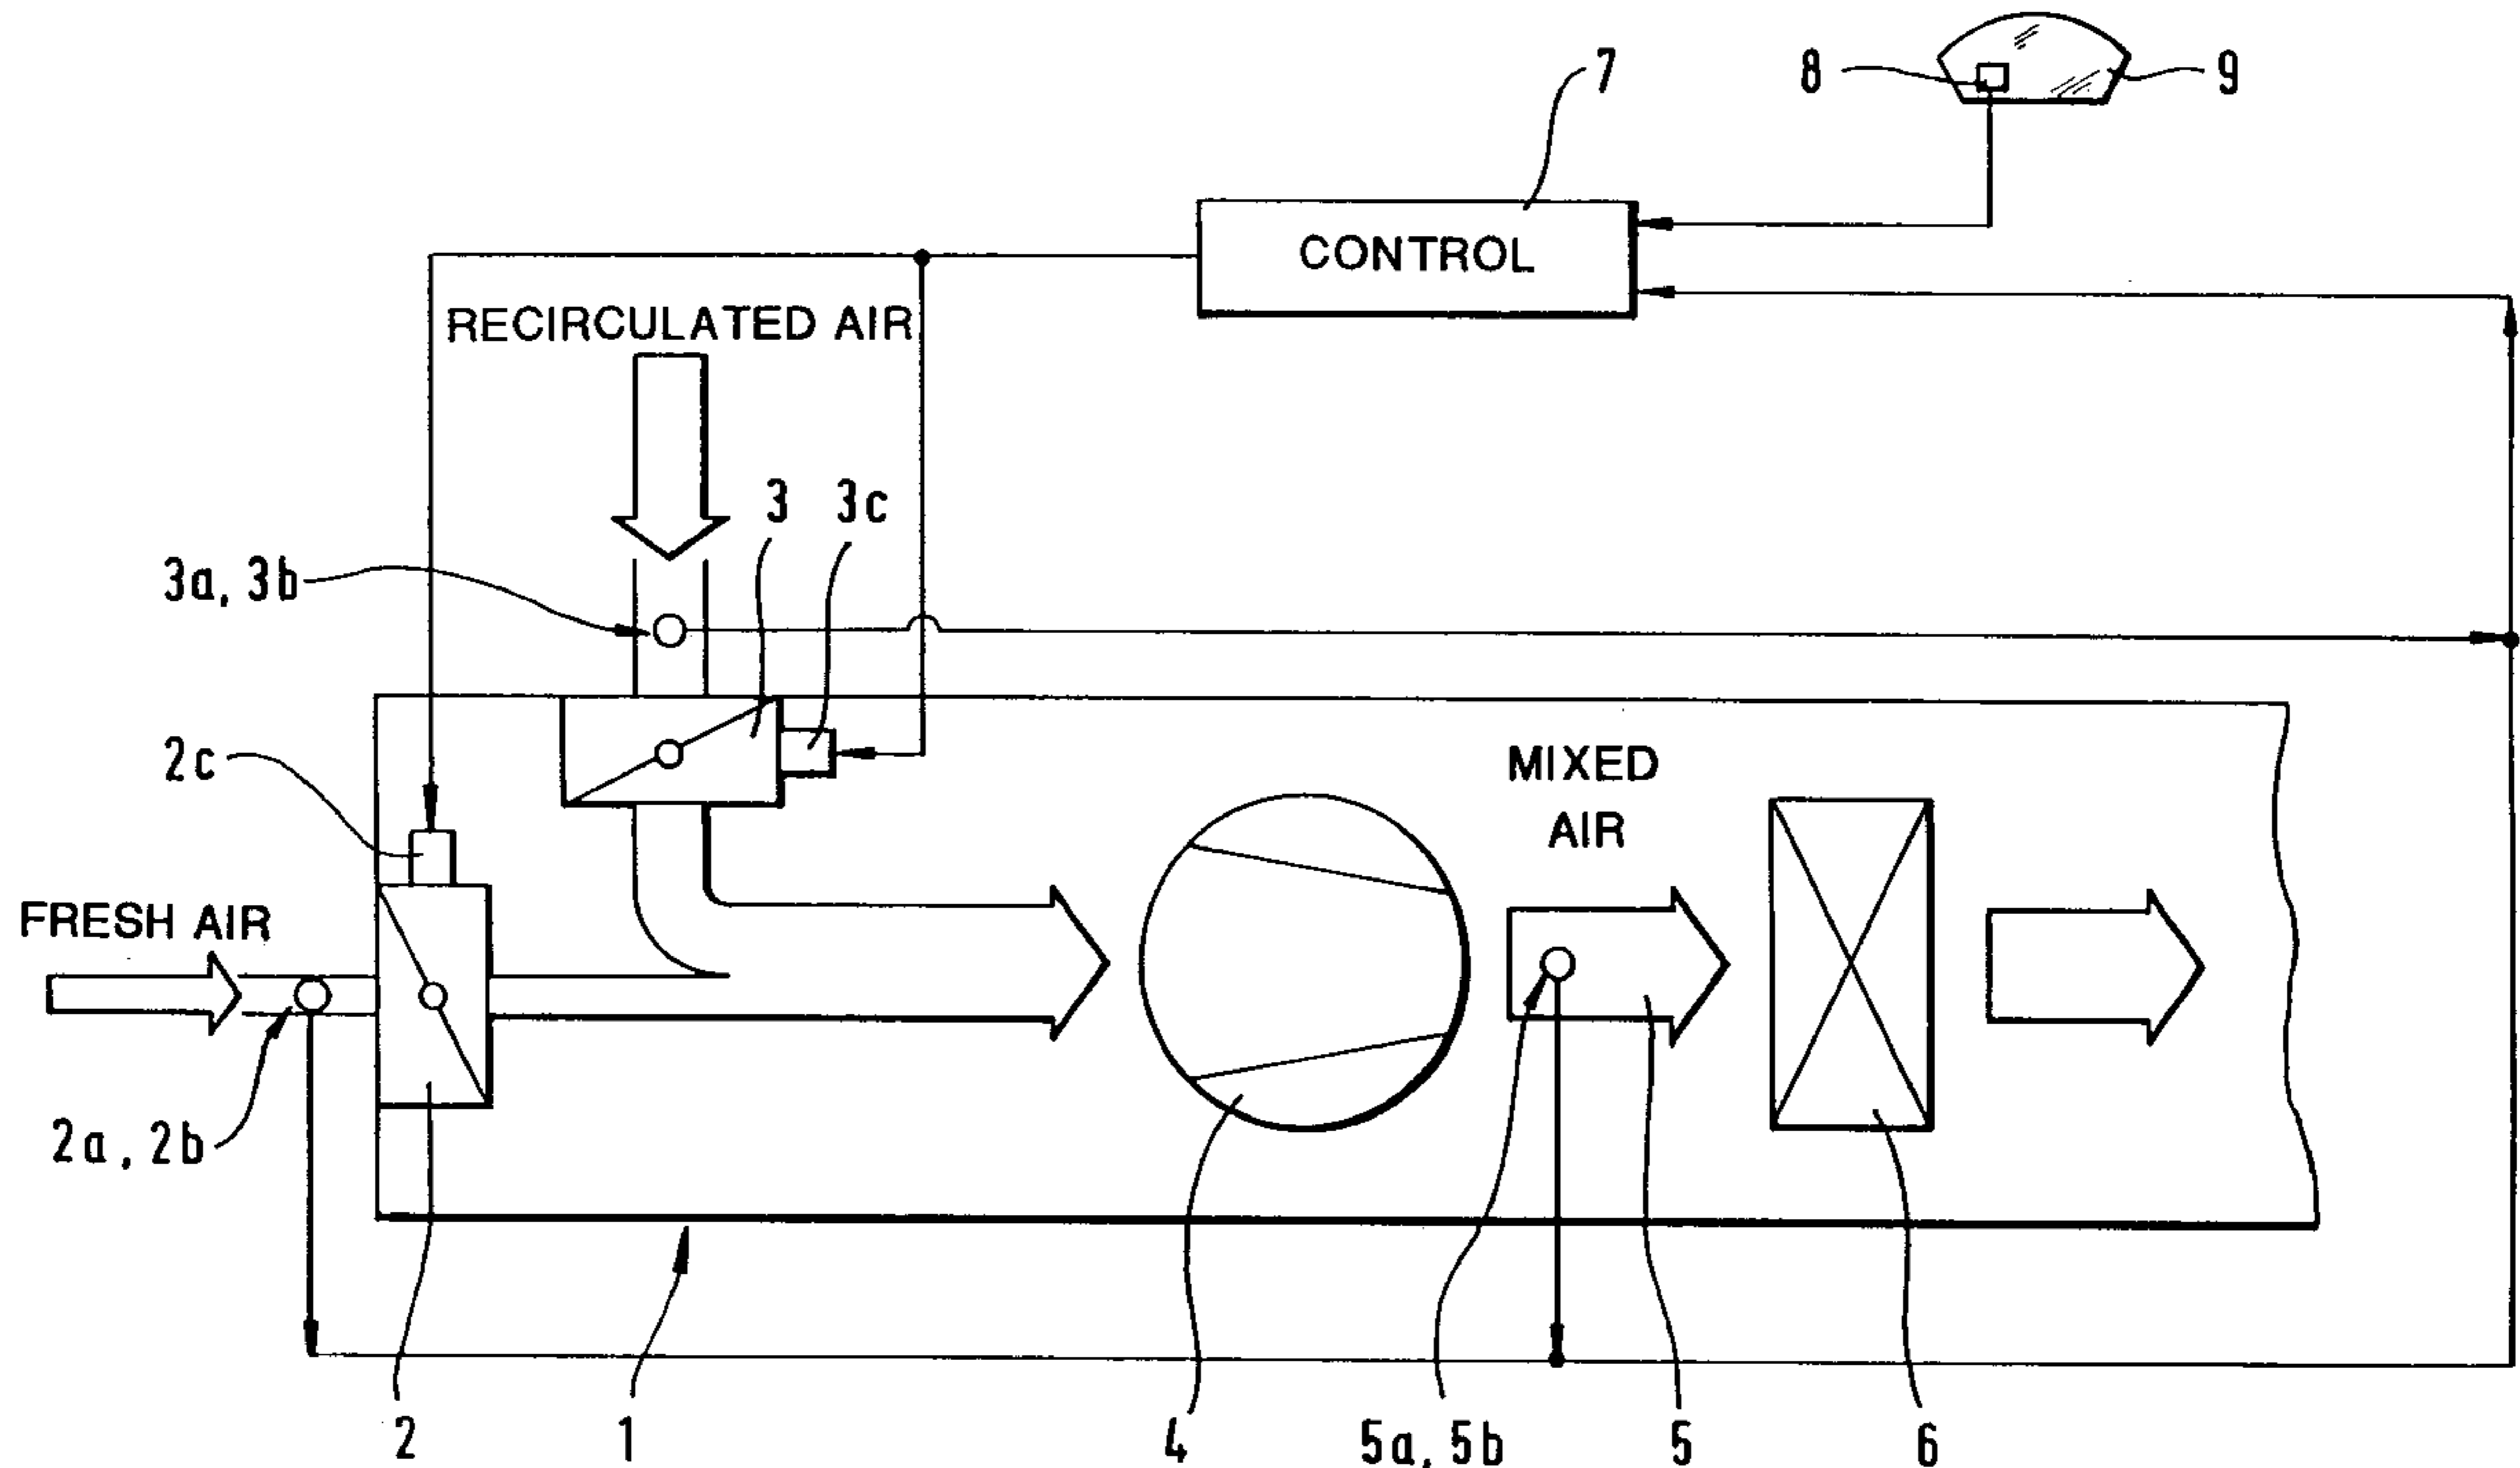 7
8
9
CONTROL
RECIRCULATED AIR
3
3c
3a, 3b
2c
MIXED
AIR
FRESH AIR
2a, 2b
2
1
4
5a, 5b
5
6